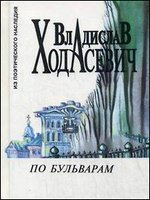 ИЗ ПОЭТИЧЕСКОГО НАСЛЕДИЯ
ВЛАДИСЛАВ
ХОДАСЕВИЧ
ПО БУЛЬВАРАМ